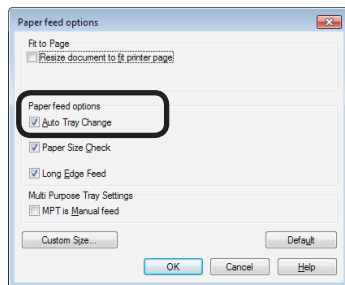 Paper feed options
Fit to Page
Resize document to fit printer page
Paper feed options
Auto Tray Change
Paper Size Check
Long Edge Feed
Multi Purpose Tray Settings
MPT is Manual feed
Custom Size... Default
OK Cancel Help